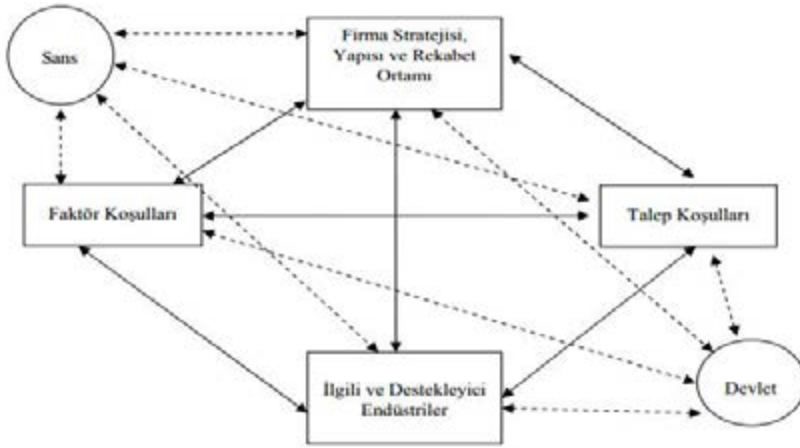 Sans
Firma Stratejisi,
Yapısı ve Rekabet
Ortamı
Faktör Koşulları
Talep Koşulları
İlgili ve Destekleyici
Endüstriler
Devlet